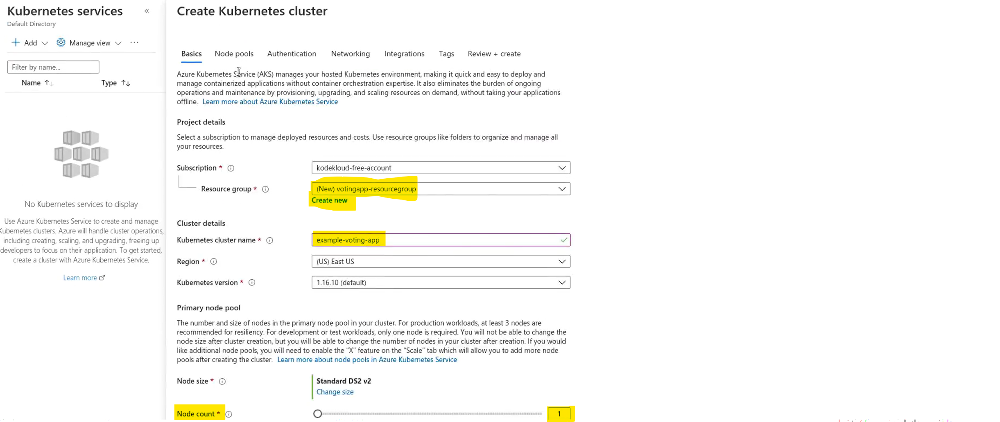 Kubernetes services «
Default Directory
+ Add Manage view ...
Filter by name...
Name ↑↓ Type ↑↓
No Kubernetes services to display
Use Azure Kubernetes Service to create and manage
Kubernetes clusters. Azure will handle cluster operations,
including creating, scaling, and upgrading, freeing up
developers to focus on their application. To get started,
create a cluster with Azure Kubernetes Service.
Learn more
Create Kubernetes cluster
Basics Node pools Authentication Networking Integrations Tags Review + create
Azure Kubernetes Service (AKS) manages your hosted Kubernetes environment, making it quick and easy to deploy and
manage containerized applications without container orchestration expertise. It also eliminates the burden of ongoing
operations and maintenance by provisioning, upgrading, and scaling resources on demand, without taking your applications
offline. Learn more about Azure Kubernetes Service
Project details
Select a subscription to manage deployed resources and costs. Use resource groups like folders to organize and manage all
your resources.
Subscription * kodekloud-free-account
Resource group * (New) votingapp-resourcegroup
Create new
Cluster details
Kubernetes cluster name * example-voting-app
Region * (US) East US
Kubernetes version * 1.16.10 (default)
Primary node pool
The number and size of nodes in the primary node pool in your cluster. For production workloads, at least 3 nodes are
recommended for resiliency. For development or test workloads, only one node is required. You will not be able to change the
node size after cluster creation, but you will be able to change the number of nodes in your cluster after creation. If you would
like additional node pools, you will need to enable the "X" feature on the "Scale" tab which will allow you to add more node
pools after creating the cluster. Learn more about node pools in Azure Kubernetes Service
Node size * Standard DS2 v2
Change size
Node count * 1